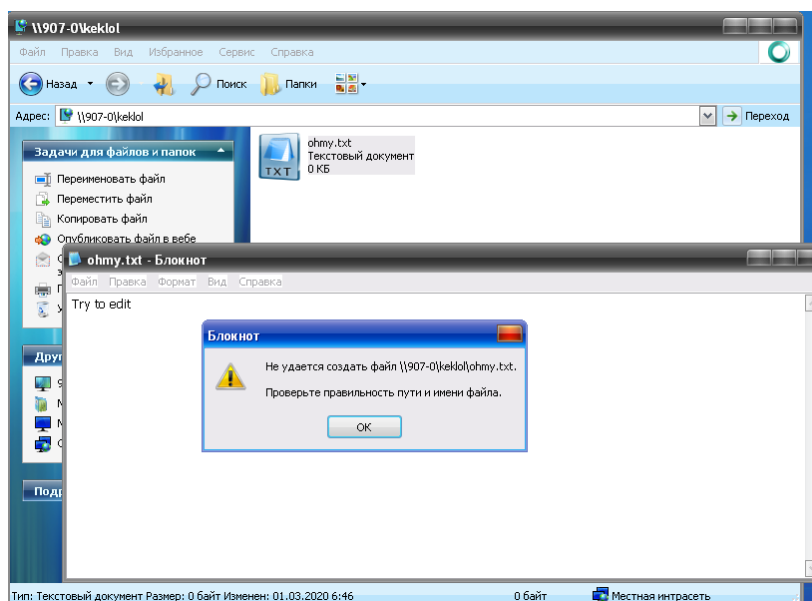 \\907-0\keklol
Файл Правка Вид Избранное Сервис Справка
Назад Поиск Папки
Адрес: \\907-0\keklol Переход
Задачи для файлов и папок
Переименовать файл
Переместить файл
Копировать файл
Опубликовать файл в вебе
ohmy.txt
Текстовый документ
0 КБ
TXT
ohmy.txt - Блокнот
Файл Правка Формат Вид Справка
Try to edit
Блокнот
Не удается создать файл \\907-0\keklol\ohmy.txt.
Проверьте правильность пути и имени файла.
OK
Тип: Текстовый документ Размер: 0 байт Изменен: 01.03.2020 6:46 0 байт Местная интрасеть